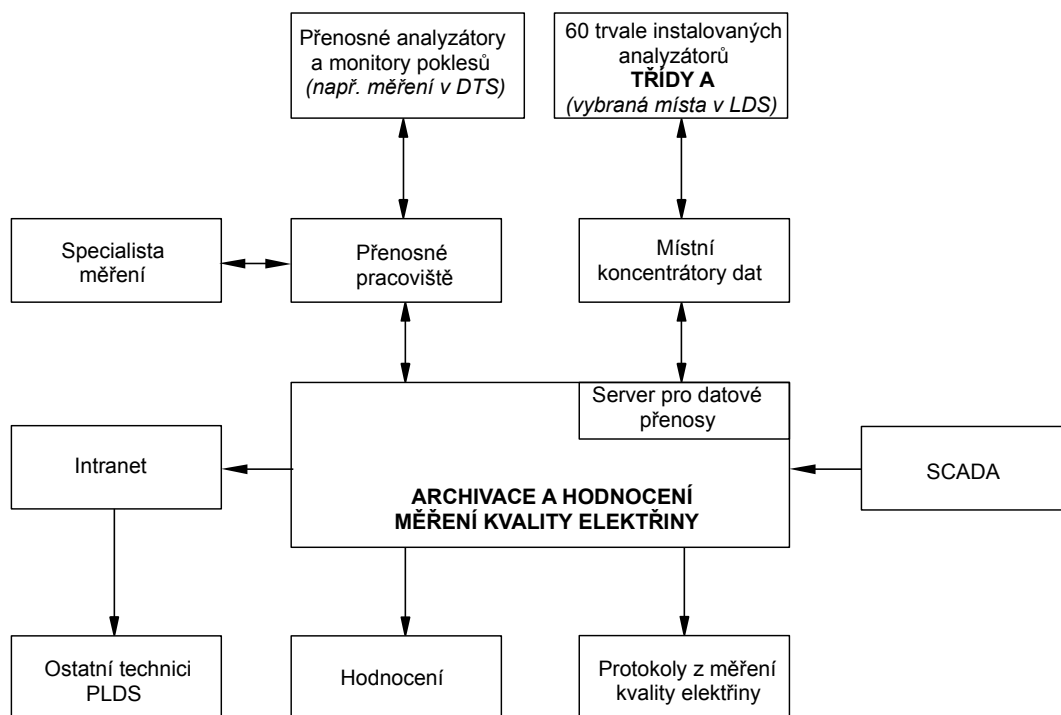 Přenosné analyzátory
a monitory poklesů
(např. měření v DTS)
60 trvale instalovaných
analyzátorů
TŘÍDY A
(vybraná místa v LDS)
Specialista
měření
Přenosné
pracoviště
Místní
koncentrátory dat
Server pro datové
přenosy
Intranet
ARCHIVACE A HODNOCENÍ
MĚŘENÍ KVALITY ELEKTŘINY
SCADA
Ostatní technici
PLDS
Hodnocení
Protokoly z měření
kvality elektřiny